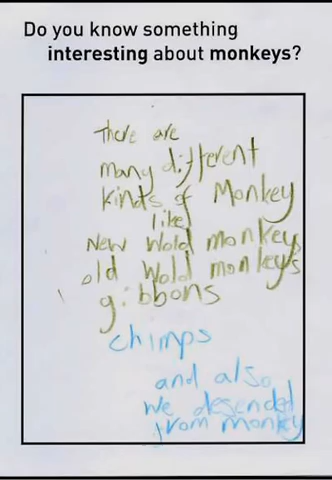 Do you know something
interesting about monkeys?
There are
many different
kinds of Monkey
like
New Wold monkeys
old Wold monkeys
gibbons
chimps
and also
we desended
from monkey